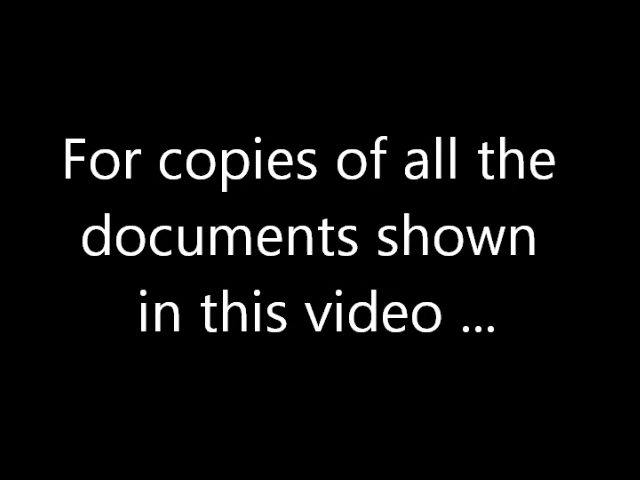 For copies of all the
documents shown
in this video ...